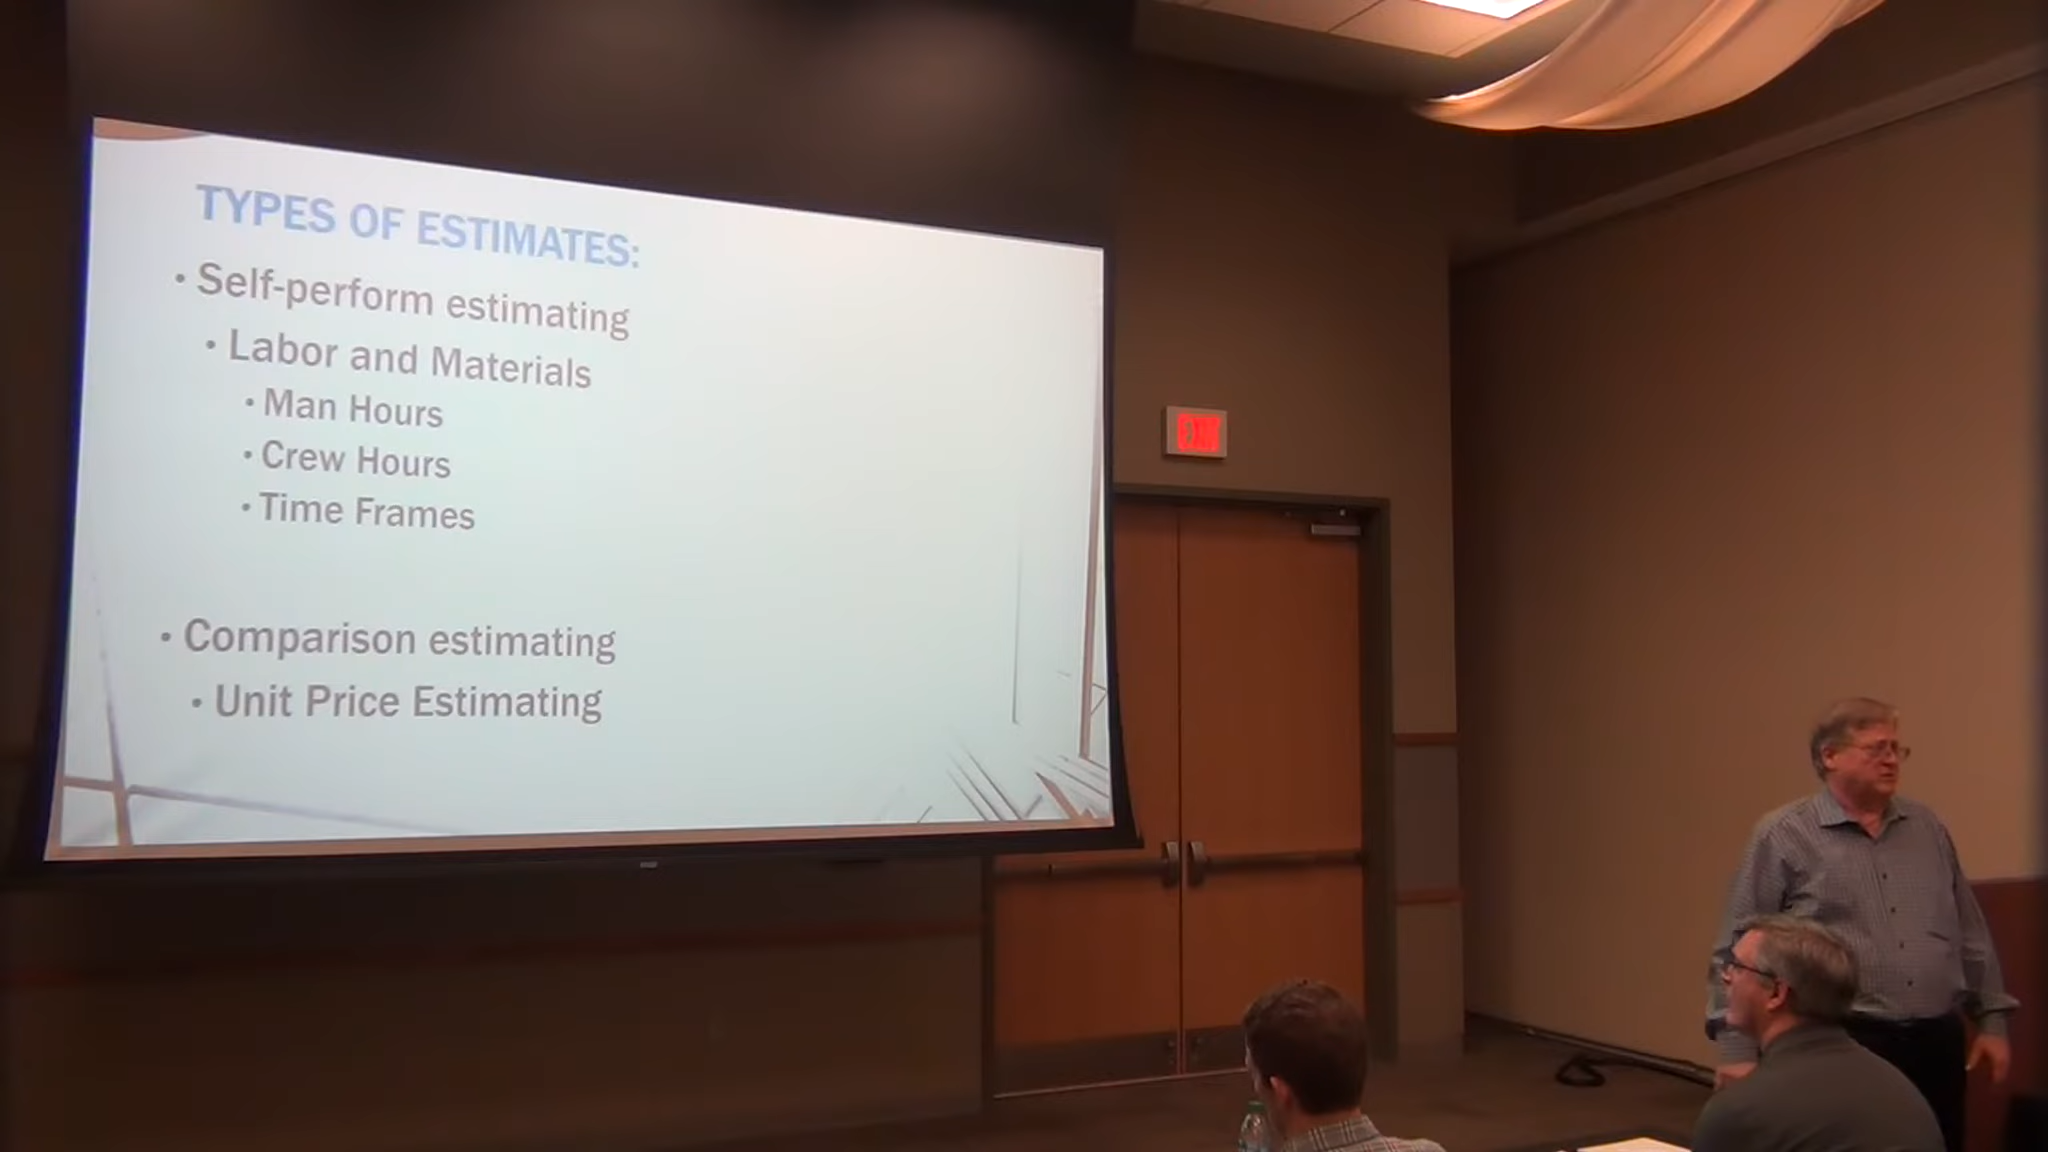 TYPES OF ESTIMATES:
• Self-perform estimating
• Labor and Materials
• Man Hours
• Crew Hours
• Time Frames
• Comparison estimating
• Unit Price Estimating
EXIT